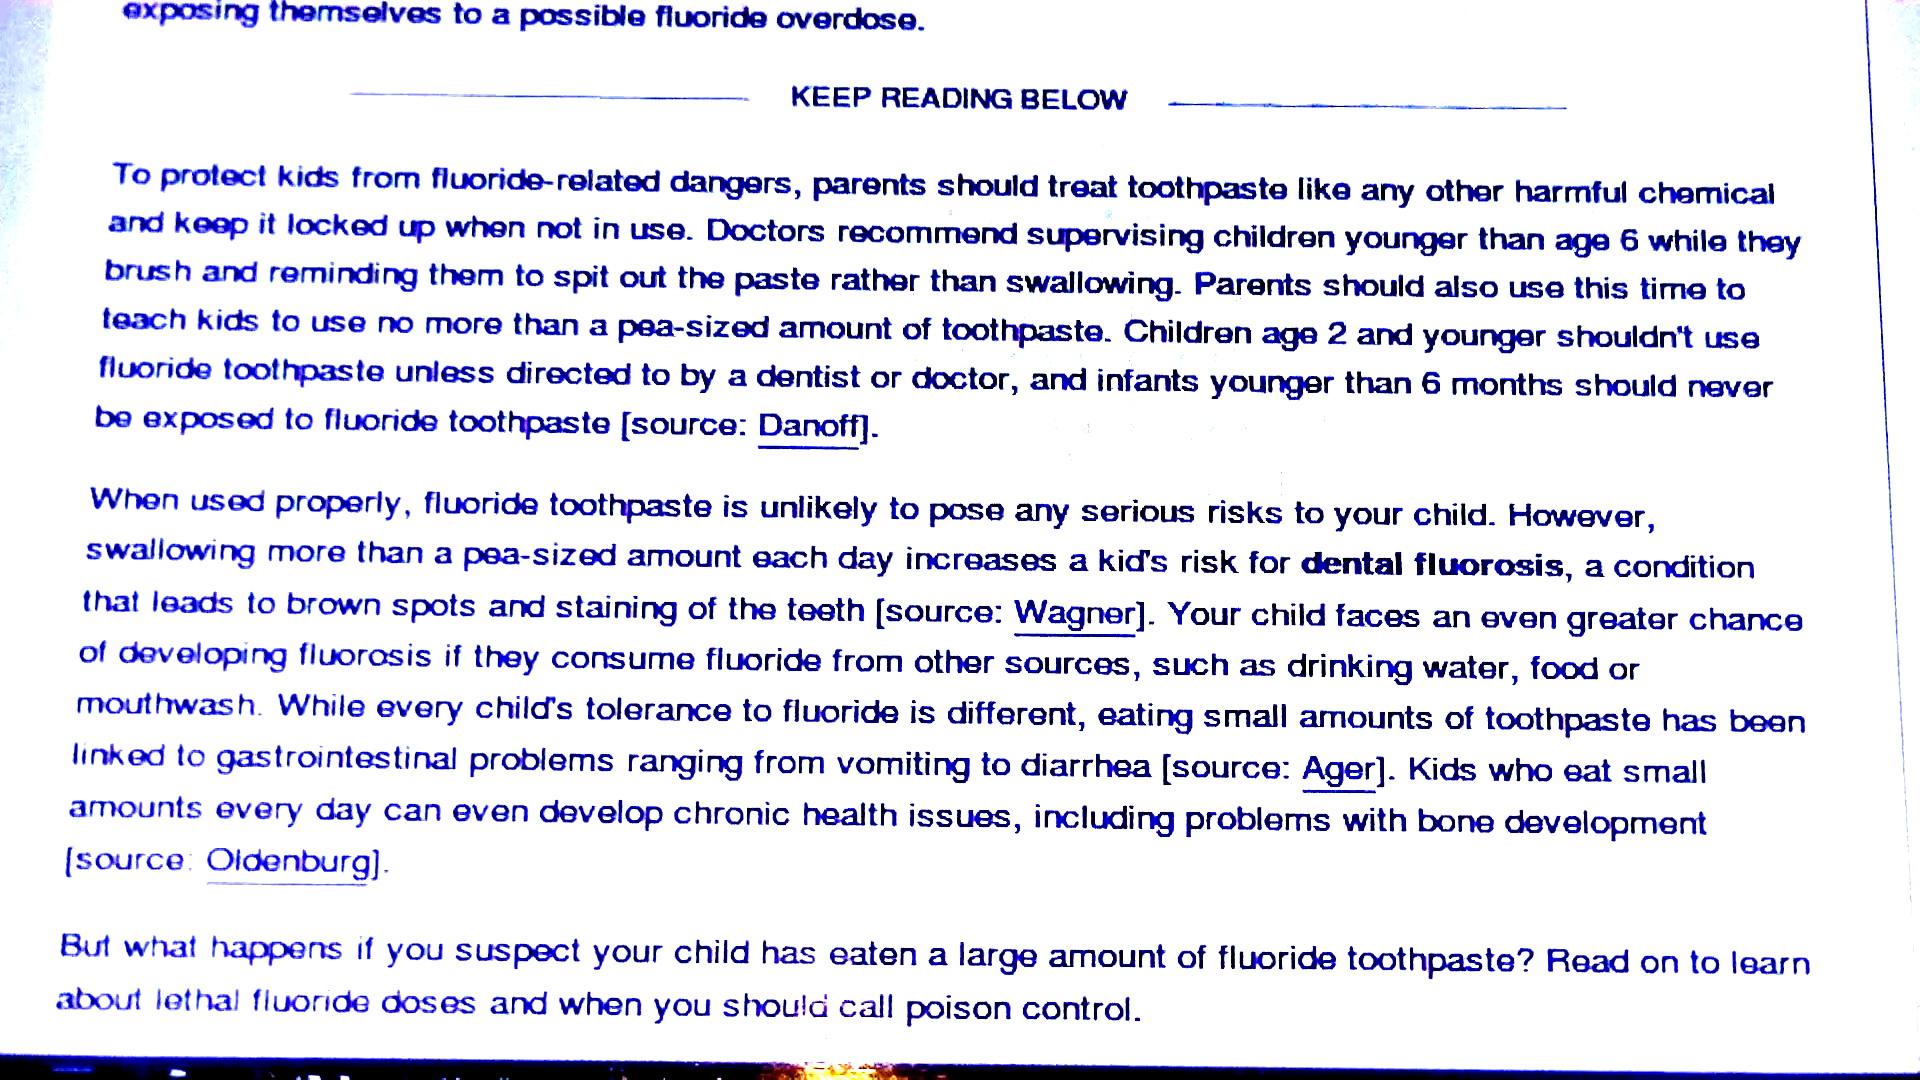 exposing themselves to a possible fluoride overdose.
KEEP READING BELOW
To protect kids from fluoride-related dangers, parents should treat toothpaste like any other harmful chemical
and keep it locked up when not in use. Doctors recommend supervising children younger than age 6 while they
brush and reminding them to spit out the paste rather than swallowing. Parents should also use this time to
teach kids to use no more than a pea-sized amount of toothpaste. Children age 2 and younger shouldn't use
fluoride toothpaste unless directed to by a dentist or doctor, and infants younger than 6 months should never
be exposed to fluoride toothpaste [source: Danoff].
When used properly, fluoride toothpaste is unlikely to pose any serious risks to your child. However,
swallowing more than a pea-sized amount each day increases a kid's risk for dental fluorosis, a condition
that leads to brown spots and staining of the teeth [source: Wagner]. Your child faces an even greater chance
of developing fluorosis if they consume fluoride from other sources, such as drinking water, food or
mouthwash. While every child's tolerance to fluoride is different, eating small amounts of toothpaste has been
linked to gastrointestinal problems ranging from vomiting to diarrhea [source: Ager]. Kids who eat small
amounts every day can even develop chronic health issues, including problems with bone development
[source: Oldenburg].
But what happens if you suspect your child has eaten a large amount of fluoride toothpaste? Read on to learn
about lethal fluoride doses and when you should call poison control.